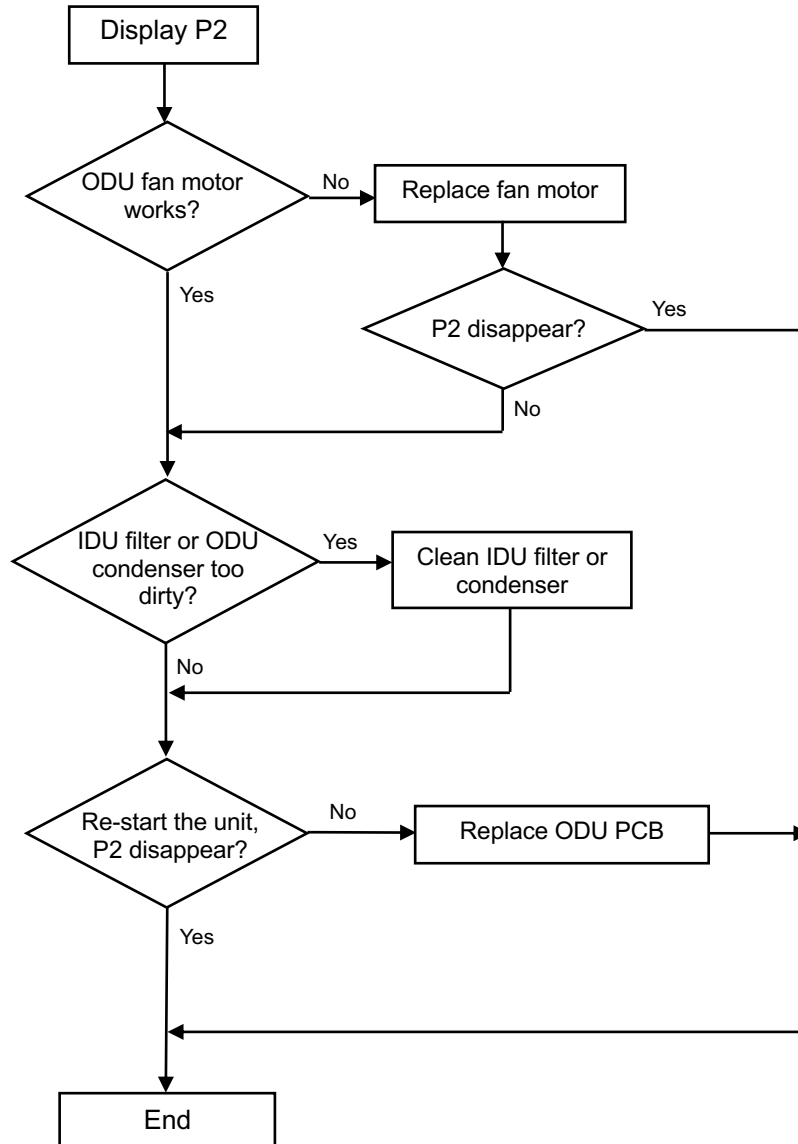 Display P2
ODU fan motor
works?
No
Replace fan motor
Yes
P2 disappear?
Yes
No
IDU filter or ODU
condenser too
dirty?
Yes
Clean IDU filter or
condenser
No
Re-start the unit,
P2 disappear?
No
Replace ODU PCB
Yes
End